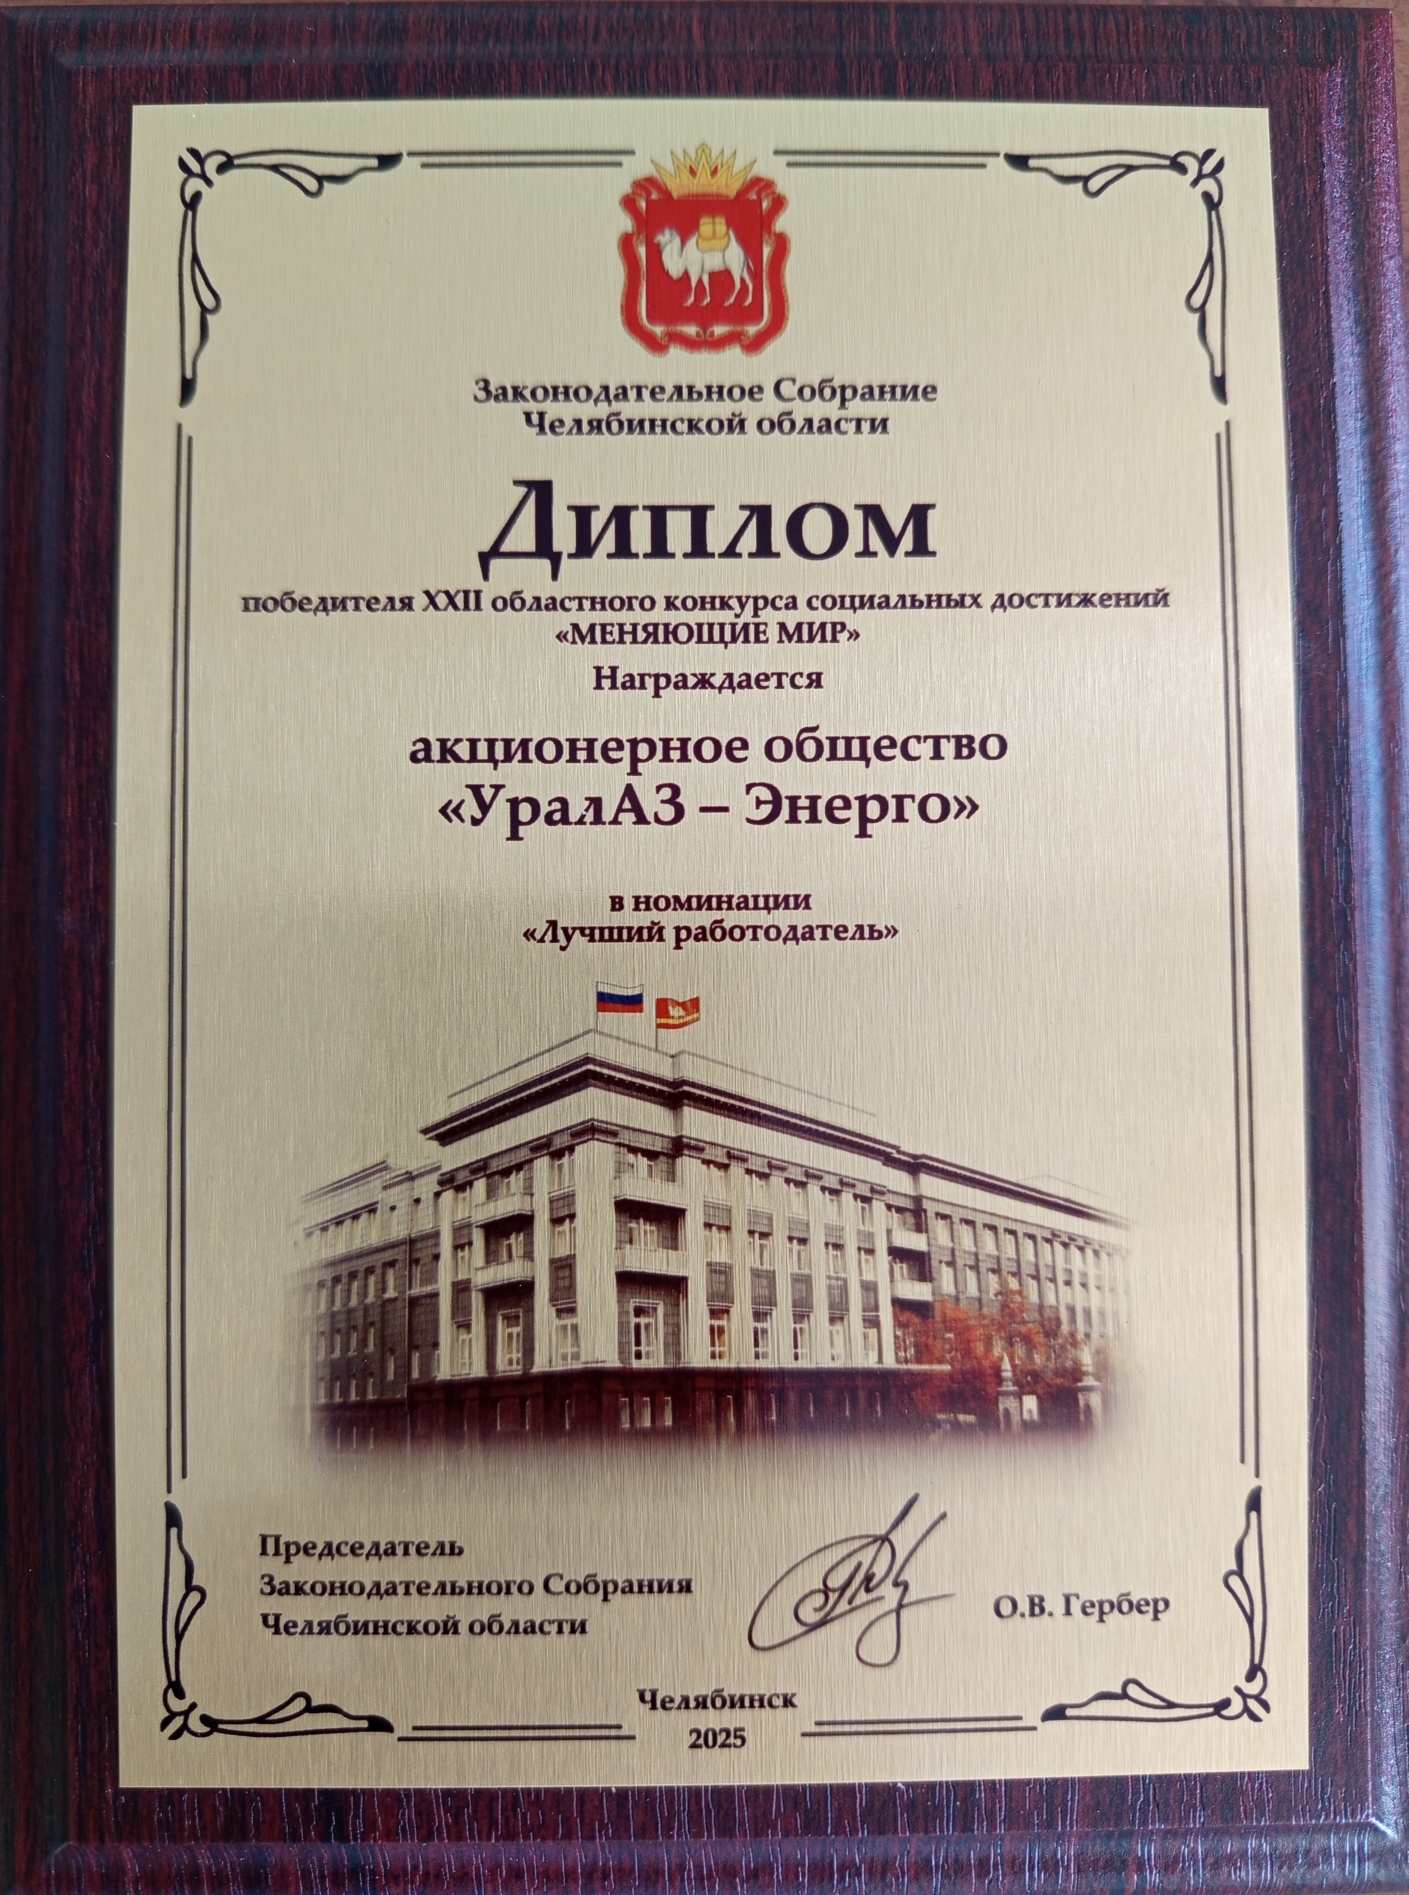 Законодательное Собрание
Челябинской области
Диплом
победителя XXII областного конкурса социальных достижений
«МЕНЯЮЩИЕ МИР»
Награждается
акционерное общество
«УралАЗ – Энерго»
в номинации
«Лучший работодатель»
Председатель
Законодательного Собрания
Челябинской области
О.В. Гербер
Челябинск
2025